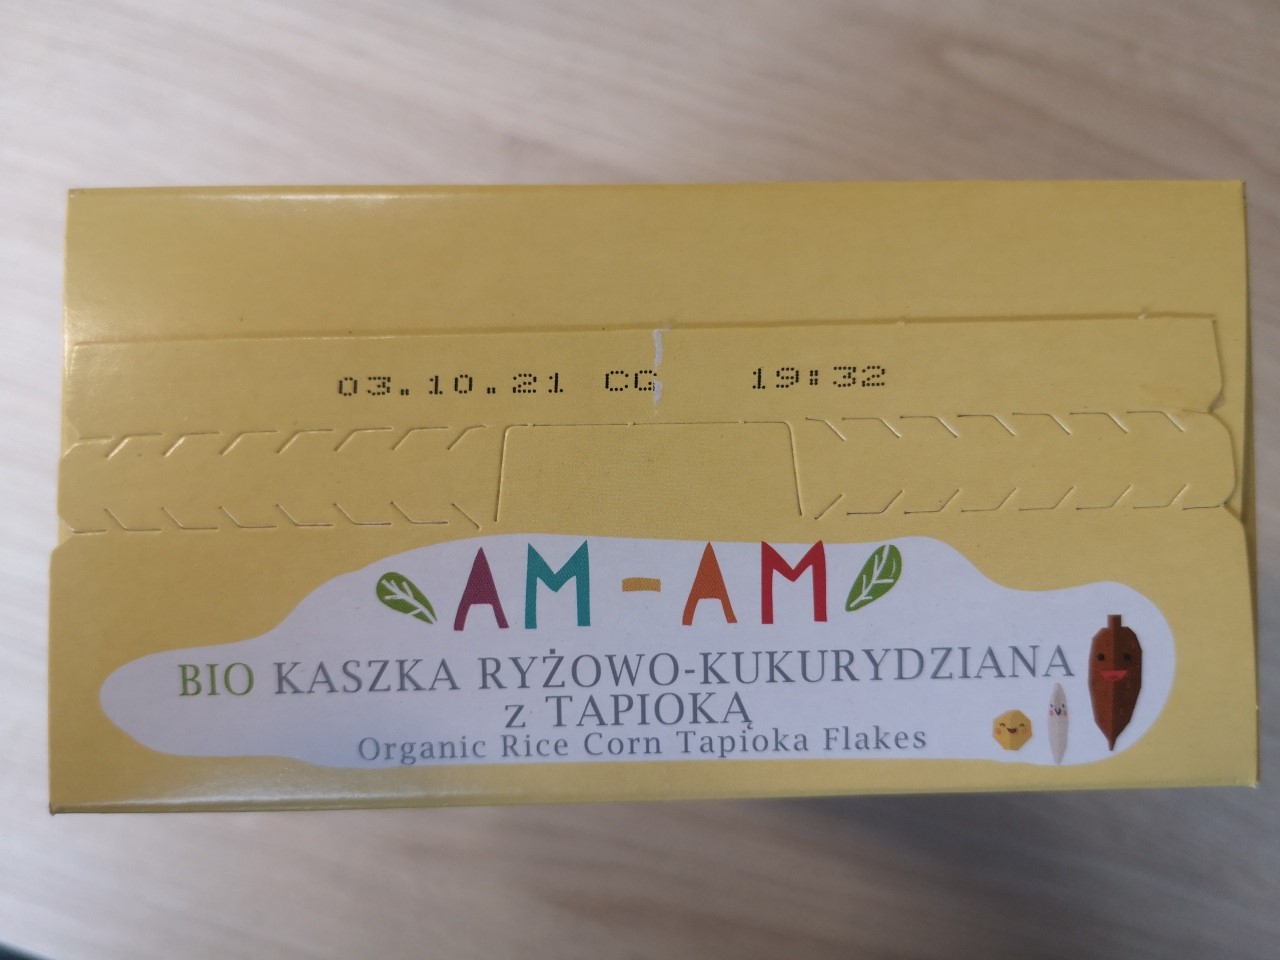 03.10.21 CG 19:32
AM-AM
BIO KASZKA RYŻOWO-KUKURYDZIANA
z TAPIOKĄ
Organic Rice Corn Tapioka Flakes